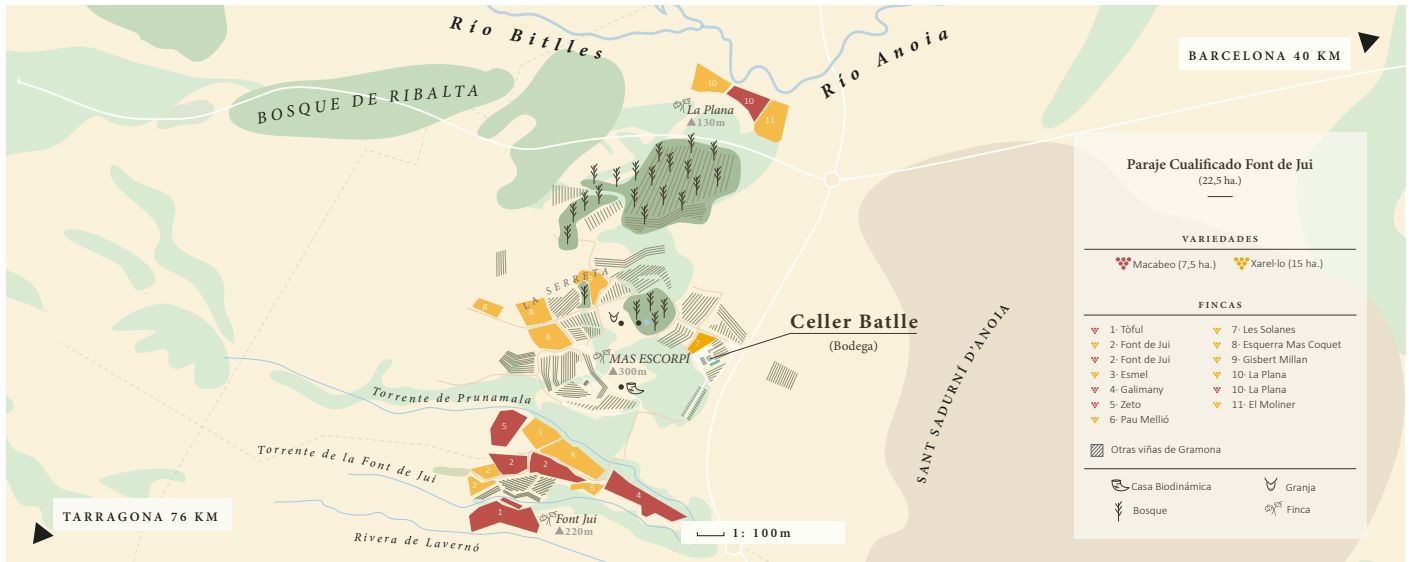 Río Bitlles
Río Anoia
BARCELONA 40 KM
BOSQUE DE RIBALTA
10
10
11
La Plana
130m
LA SERRETA
9
8
8
6
7
Celler Batlle
(Bodega)
MAS ESCORPÍ
300m
Torrente de Prunamala
Torrente de la Font de Jui
5
3
3
2
2
2
2
4
1
Font Jui
220m
Rivera de Lavernó
TARRAGONA 76 KM
1: 100m
SANT SADURNÍ D'ANOIA
Paraje Cualificado Font de Jui
(22,5 ha.)
VARIEDADES
Macabeo (7,5 ha.) Xarel·lo (15 ha.)
FINCAS
1· Tòful
2· Font de Jui
2· Font de Jui
3· Esmel
4· Galimany
5· Zeto
6· Pau Mellió
7· Les Solanes
8· Esquerra Mas Coquet
9· Gisbert Millan
10· La Plana
10· La Plana
11· El Moliner
Otras viñas de Gramona
Casa Biodinámica
Granja
Bosque
Finca